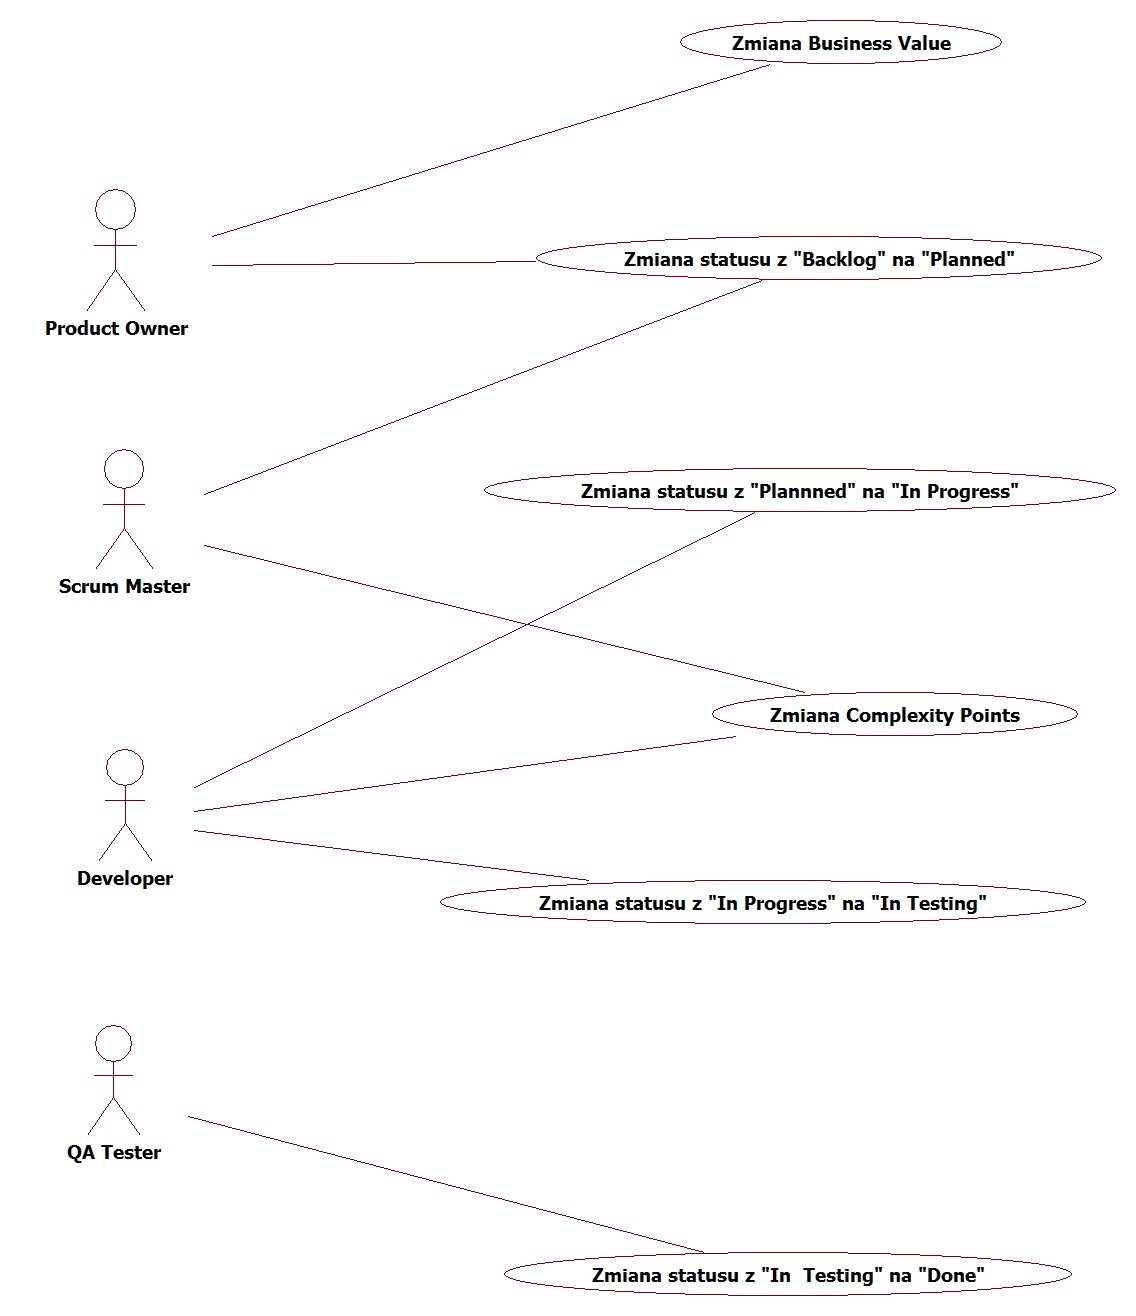 Zmiana Business Value
Zmiana statusu z "Backlog" na "Planned"
Product Owner
Zmiana statusu z "Plannned" na "In Progress"
Scrum Master
Zmiana Complexity Points
Developer
Zmiana statusu z "In Progress" na "In Testing"
QA Tester
Zmiana statusu z "In  Testing" na "Done"